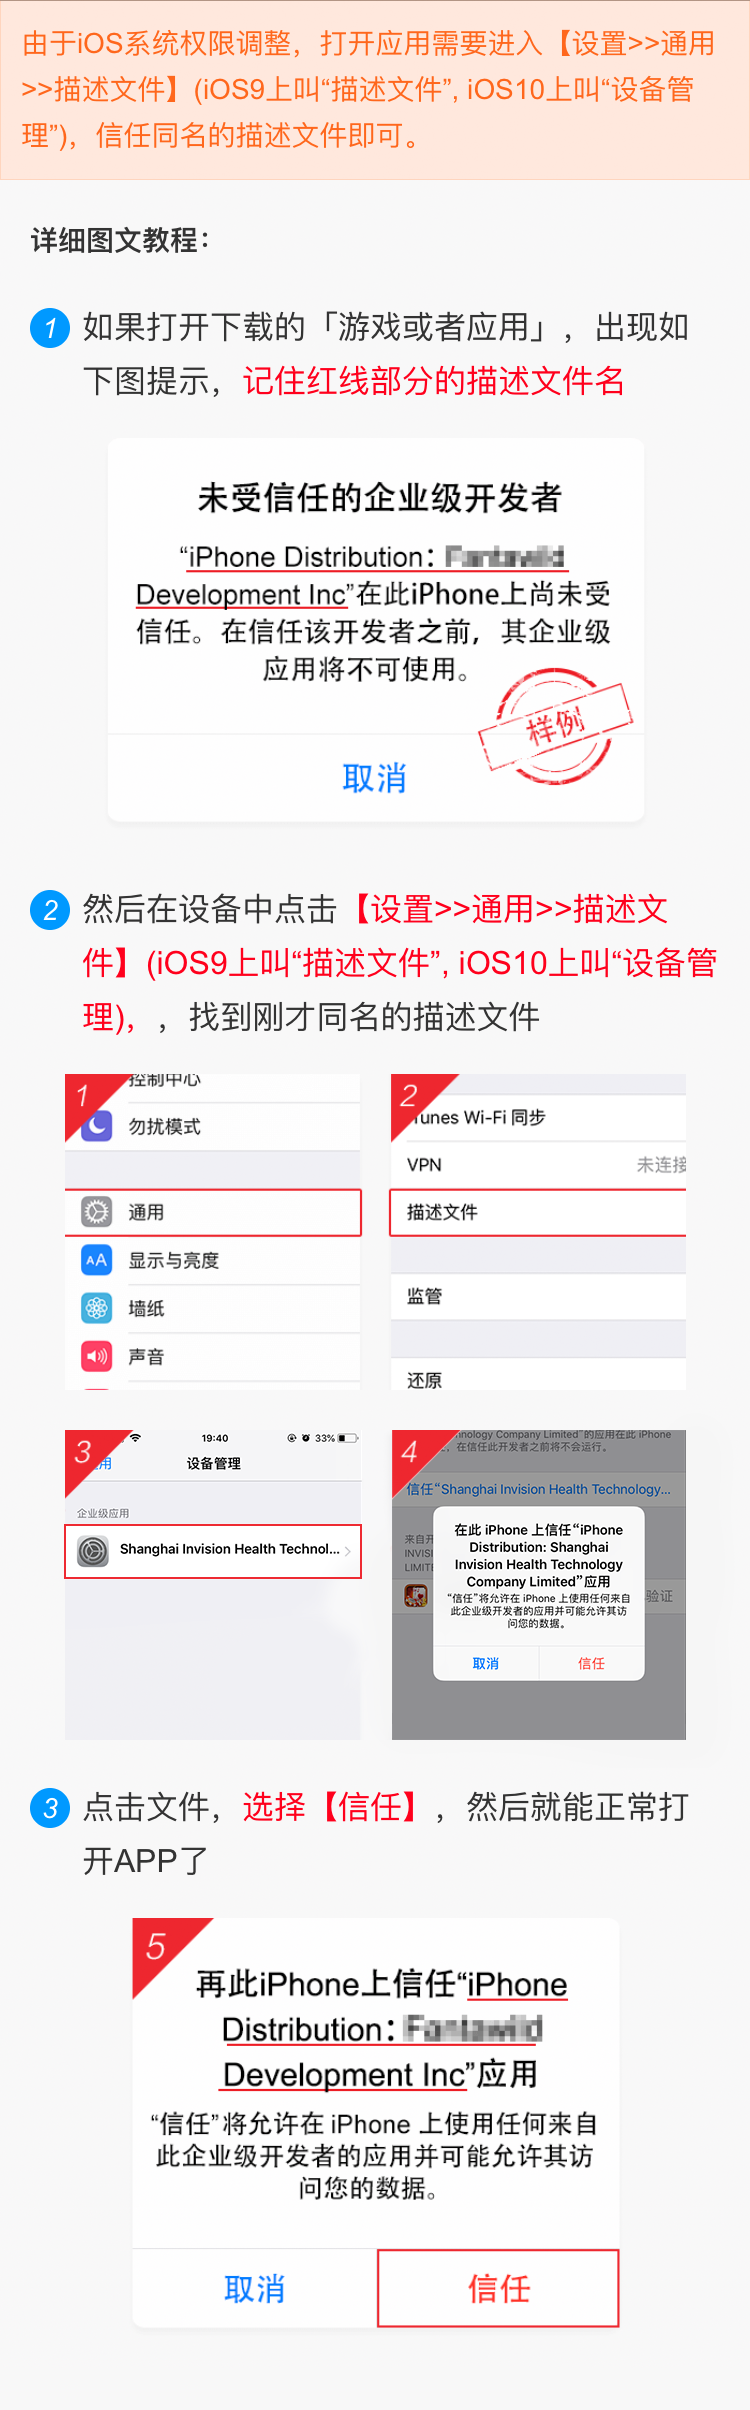 由于iOS系统权限调整，打开应用需要进入【设置>>通用
>>描述文件】(iOS9上叫“描述文件”, iOS10上叫“设备管
理”)，信任同名的描述文件即可。
详细图文教程：
1 如果打开下载的「游戏或者应用」，出现如
下图提示，记住红线部分的描述文件名
未受信任的企业级开发者
“iPhone Distribution：
Development Inc”在此iPhone上尚未受
信任。在信任该开发者之前，其企业级
应用将不可使用。
样例
取消
2 然后在设备中点击【设置>>通用>>描述文
件】(iOS9上叫“描述文件”, iOS10上叫“设备管
理)，，找到刚才同名的描述文件
1
控制中心
勿扰模式
通用
AA 显示与亮度
墙纸
声音
2
iTunes Wi-Fi 同步
VPN 未连接
描述文件
监管
还原
3
19:40 33%
用 设备管理
企业级应用
Shanghai Invision Health Technol...
4
nology Company Limited”的应用在此 iPhone
，在信任此开发者之前将不会运行。
信任“Shanghai Invision Health Technology...
来自开
INVISI
LIMITE
验证
在此 iPhone 上信任“iPhone
Distribution: Shanghai
Invision Health Technology
Company Limited”应用
“信任”将允许在 iPhone 上使用任何来自
此企业级开发者的应用并可能允许其访
问您的数据。
取消 信任
3 点击文件，选择【信任】，然后就能正常打
开APP了
5
再此iPhone上信任“iPhone
Distribution：
Development Inc”应用
“信任”将允许在 iPhone 上使用任何来自
此企业级开发者的应用并可能允许其访
问您的数据。
取消 信任